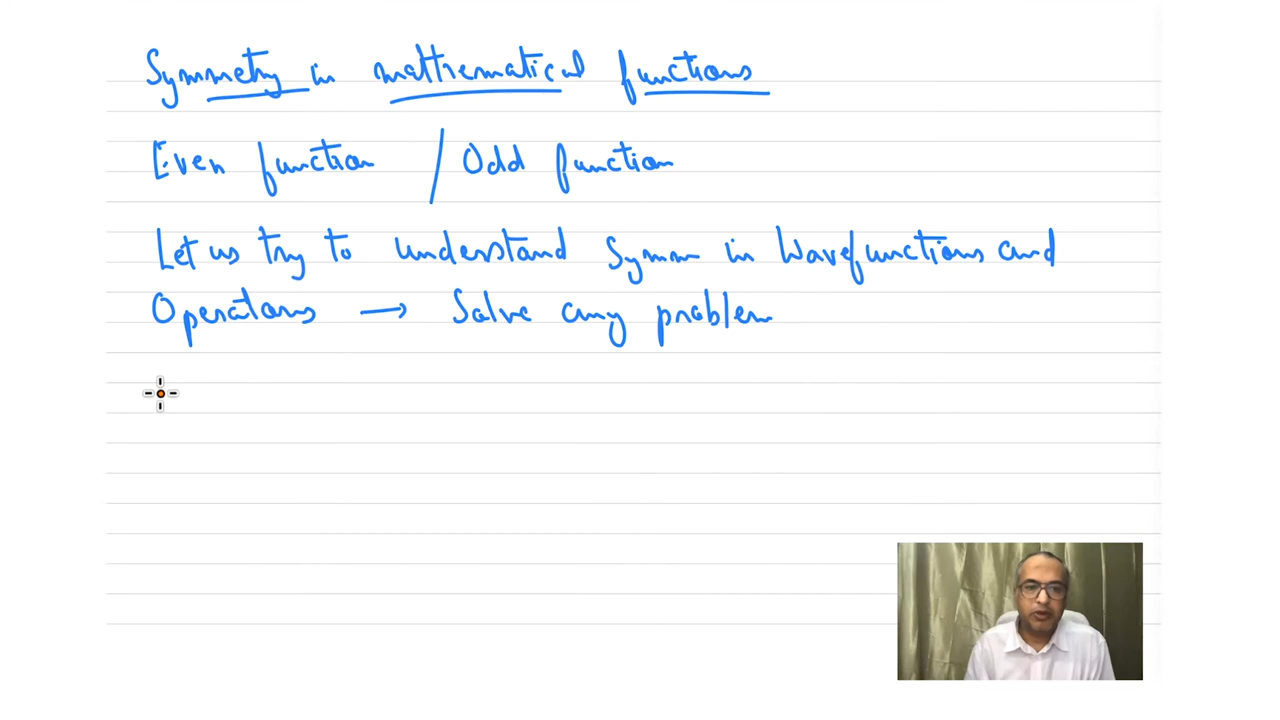 Symmetry in mathematical functions
Even function / Odd function
Let us try to understand Symm in Wavefunctions and
Operators → Solve any problem